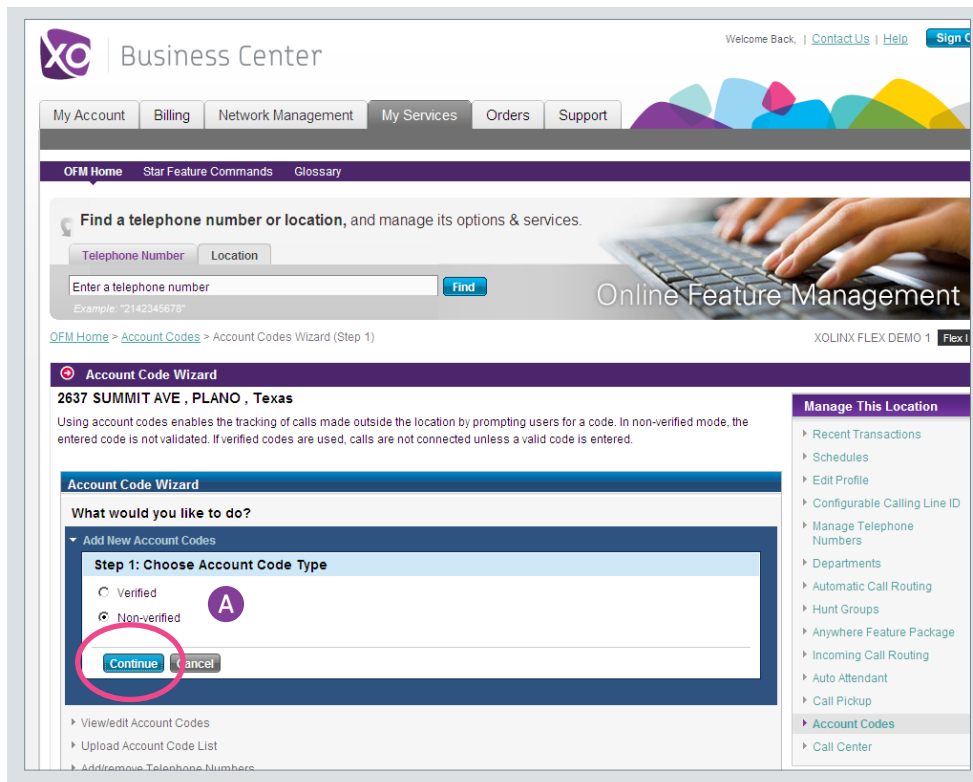 XO Business Center
Welcome Back, | Contact Us | Help
Sign
My Account Billing Network Management My Services Orders Support
OFM Home Star Feature Commands Glossary
Find a telephone number or location, and manage its options & services.
Telephone Number Location
Enter a telephone number Find
Example: "2142345678"
Online Feature Management
OFM Home > Account Codes > Account Codes Wizard (Step 1)
XOLINX FLEX DEMO 1 Flex
Account Code Wizard
2637 SUMMIT AVE , PLANO , Texas
Using account codes enables the tracking of calls made outside the location by prompting users for a code. In non-verified mode, the
entered code is not validated. If verified codes are used, calls are not connected unless a valid code is entered.
Account Code Wizard
What would you like to do?
Add New Account Codes
Step 1: Choose Account Code Type
Verified
Non-verified
A
Continue Cancel
View/edit Account Codes
Upload Account Code List
Add/remove Telephone Numbers
Manage This Location
Recent Transactions
Schedules
Edit Profile
Configurable Calling Line ID
Manage Telephone
Numbers
Departments
Automatic Call Routing
Hunt Groups
Anywhere Feature Package
Incoming Call Routing
Auto Attendant
Call Pickup
Account Codes
Call Center